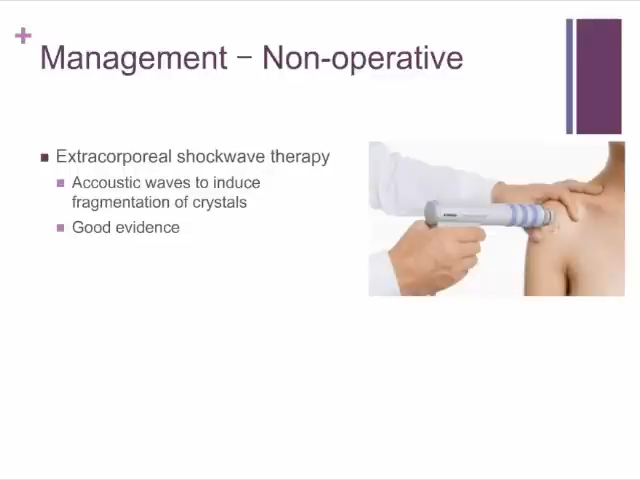 +
Management – Non-operative
Extracorporeal shockwave therapy
Accoustic waves to induce
fragmentation of crystals
Good evidence